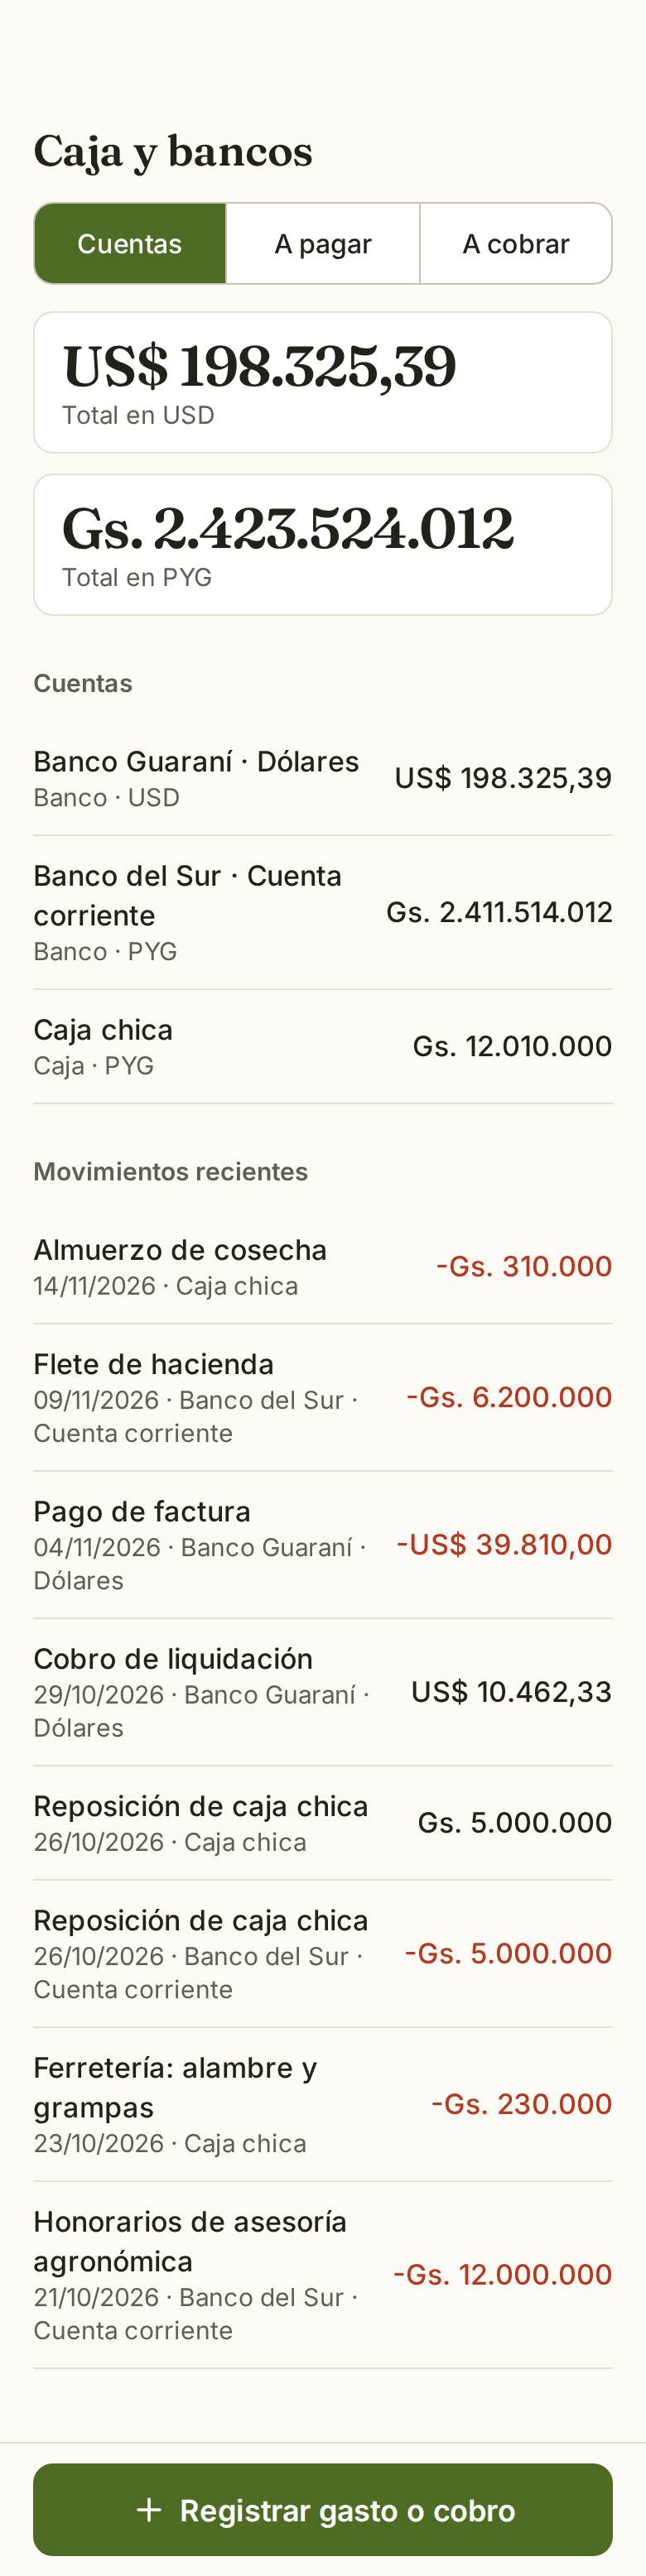 Caja y bancos
Cuentas
A pagar
A cobrar
US$ 198.325,39
Total en USD
Gs. 2.423.524.012
Total en PYG
Cuentas
Banco Guaraní · Dólares
Banco · USD
US$ 198.325,39
Banco del Sur · Cuenta
corriente
Banco · PYG
Gs. 2.411.514.012
Caja chica
Caja · PYG
Gs. 12.010.000
Movimientos recientes
Almuerzo de cosecha
14/11/2026 · Caja chica
-Gs. 310.000
Flete de hacienda
09/11/2026 · Banco del Sur ·
Cuenta corriente
-Gs. 6.200.000
Pago de factura
04/11/2026 · Banco Guaraní ·
Dólares
-US$ 39.810,00
Cobro de liquidación
29/10/2026 · Banco Guaraní ·
Dólares
US$ 10.462,33
Reposición de caja chica
26/10/2026 · Caja chica
Gs. 5.000.000
Reposición de caja chica
26/10/2026 · Banco del Sur ·
Cuenta corriente
-Gs. 5.000.000
Ferretería: alambre y
grampas
23/10/2026 · Caja chica
-Gs. 230.000
Honorarios de asesoría
agronómica
21/10/2026 · Banco del Sur ·
Cuenta corriente
-Gs. 12.000.000
+ Registrar gasto o cobro